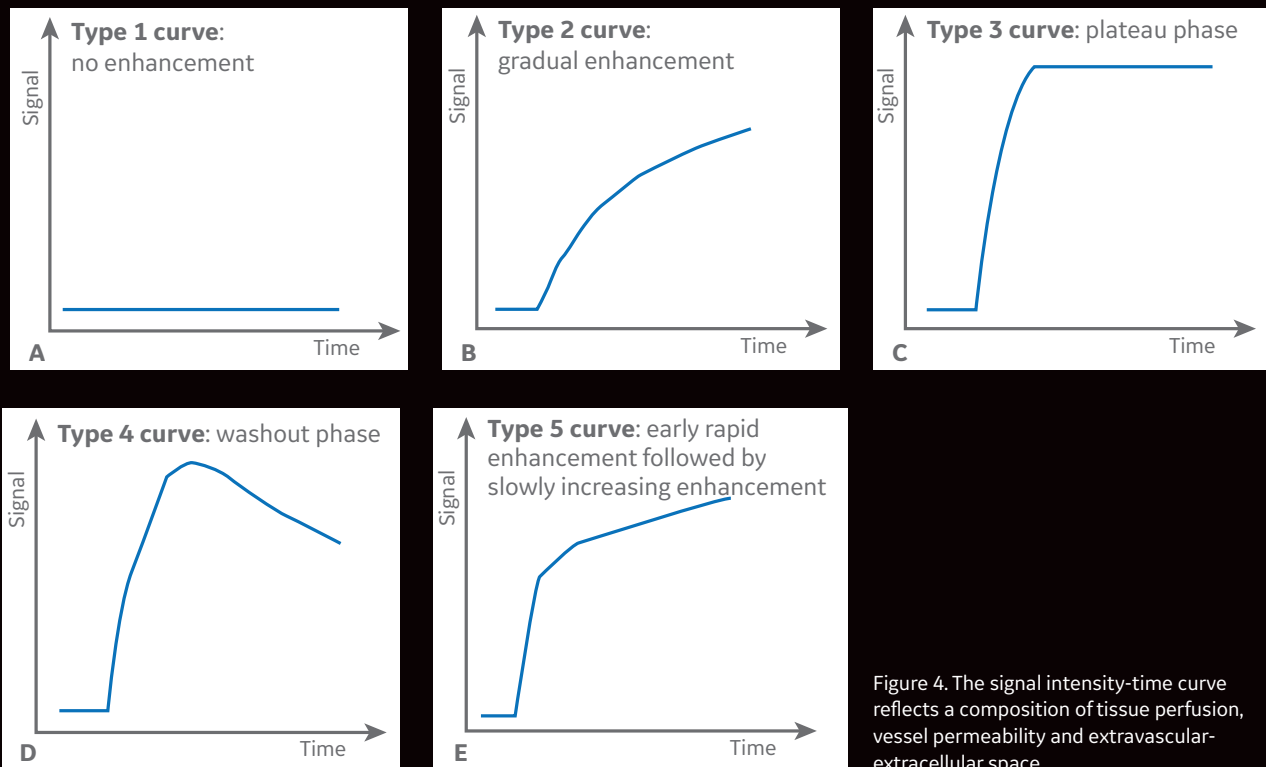 Type 1 curve:
no enhancement
Signal
Time
A
Type 2 curve:
gradual enhancement
Signal
Time
B
Type 3 curve: plateau phase
Signal
Time
C
Type 4 curve: washout phase
Signal
Time
D
Type 5 curve: early rapid
enhancement followed by
slowly increasing enhancement
Signal
Time
E
Figure 4. The signal intensity-time curve
reflects a composition of tissue perfusion,
vessel permeability and extravascular-
extracellular space